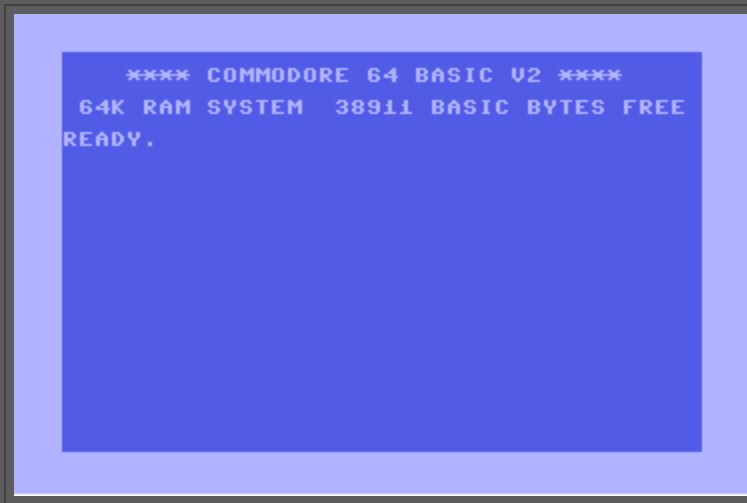 **** COMMODORE 64 BASIC V2 ****
64K RAM SYSTEM  38911 BASIC BYTES FREE
READY.